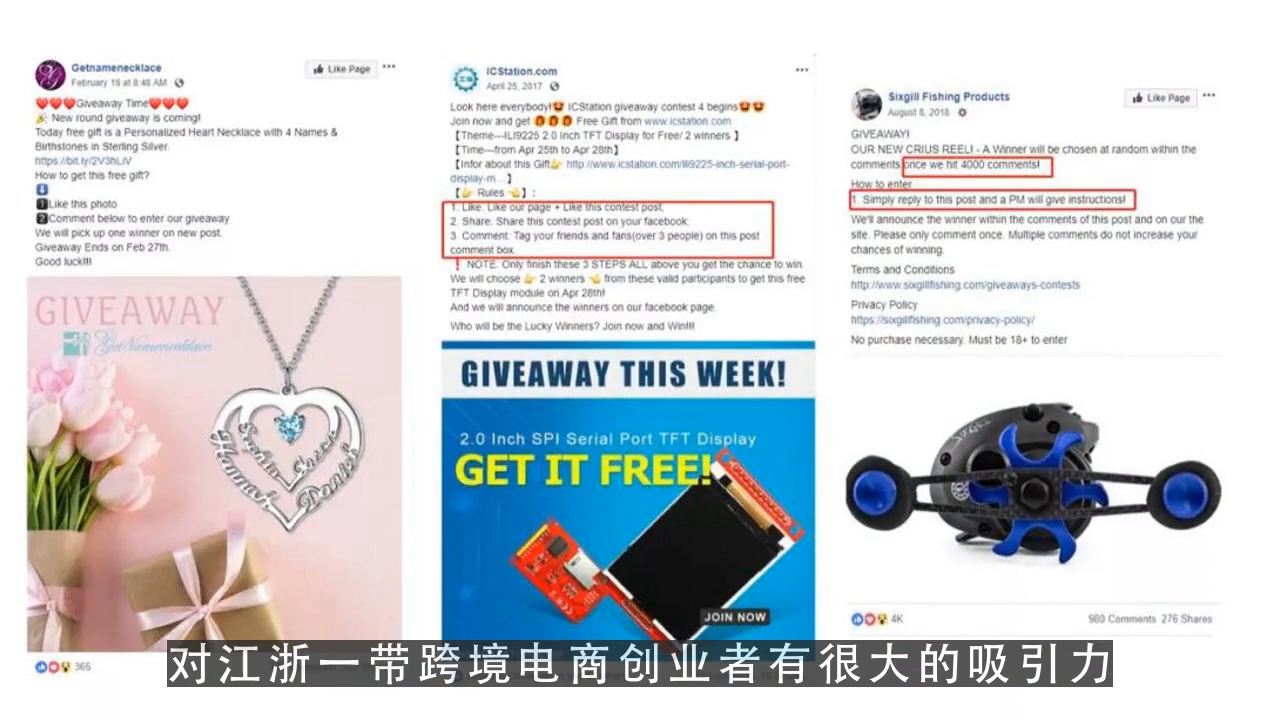 Getnamenecklace
Like Page
February 16 at 8:48 AM
❤️❤️❤️Giveaway Time❤️❤️❤️
🎉 New round giveaway is coming!
Today free gift is a Personalized Heart Necklace with 4 Names &
Birthstones in Sterling Silver.
https://bit.ly/2V3hLiV
How to get this free gift?
⬇️
1Like this photo
2Comment below to enter our giveaway
We will pick up one winner on new post.
Giveaway Ends on Feb 27th.
Good luck!!!
GIVEAWAY
GetNamenecklace
Hannah
Daniel
365
ICStation.com
April 25, 2017
Look here everybody! ICStation giveaway contest 4 begins
Join now and get Free Gift from www.icstation.com
【Theme---ILI9225 2.0 Inch TFT Display for Free/ 2 winners 】
【Time---from Apr 25th to Apr 28th】
【Infor about this Gift👉 http://www.icstation.com/ili9225-inch-serial-port-
display-m...】
【👉 Rules 👈】:
1. Like: Like our page + Like this contest post;
2. Share: Share this contest post on your facebook;
3. Comment: Tag your friends and fans(over 3 people) on this post
comment box.
❗ NOTE: Only finish these 3 STEPS ALL above you get the chance to win.
We will choose 👉 2 winners 👈 from these valid participants to get this free
TFT Display module on Apr 28th!
And we will announce the winners on our facebook page.
Who will be the Lucky Winners? Join now and Win!!!
GIVEAWAY THIS WEEK!
2.0 Inch SPI Serial Port TFT Display
GET IT FREE!
JOIN NOW
Sixgill Fishing Products
Like Page
August 6, 2018
GIVEAWAY!
OUR NEW CRIUS REEL! - A Winner will be chosen at random within the
comments once we hit 4000 comments!
How to enter
1. Simply reply to this post and a PM will give instructions!
We'll announce the winner within the comments of this post and on our the
site. Please only comment once. Multiple comments do not increase your
chances of winning.
Terms and Conditions
http://www.sixgillfishing.com/giveaways-contests
Privacy Policy
https://sixgillfishing.com/privacy-policy/
No purchase necessary. Must be 18+ to enter
4K
980 Comments 276 Shares
对江浙一带跨境电商创业者有很大的吸引力